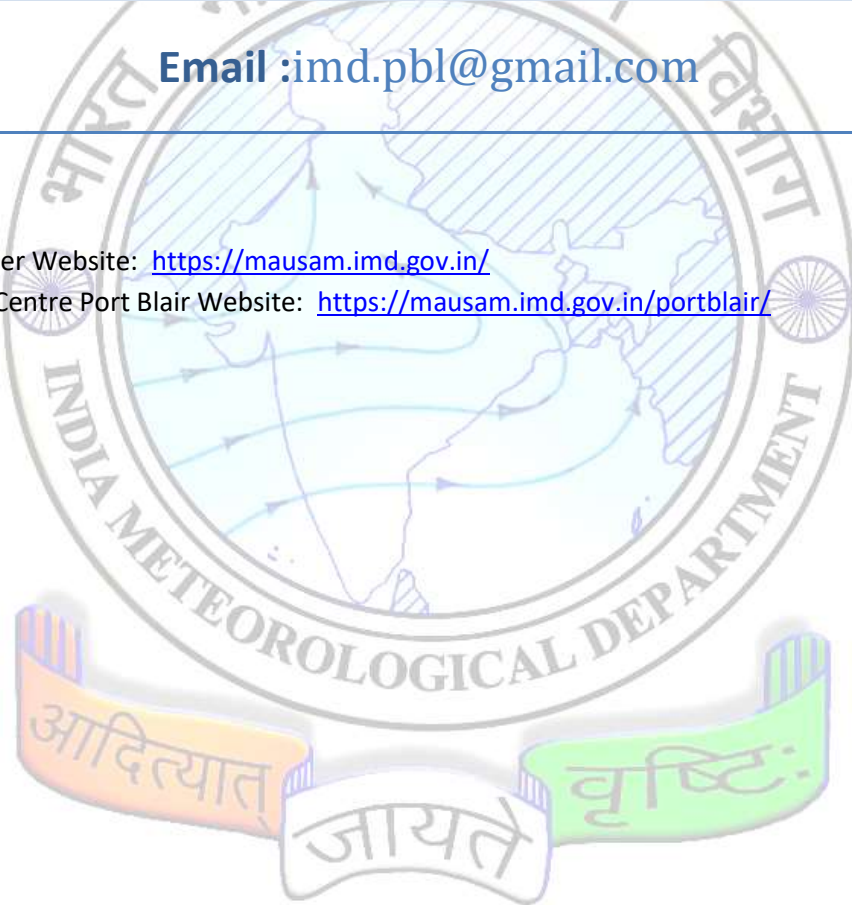 Email :imd.pbl@gmail.com
भारत
विभाग
er Website: https://mausam.imd.gov.in/
Centre Port Blair Website: https://mausam.imd.gov.in/portblair/
INDIA METEOROLOGICAL DEPARTMENT
आदित्यात्
जायते
वृष्टि: